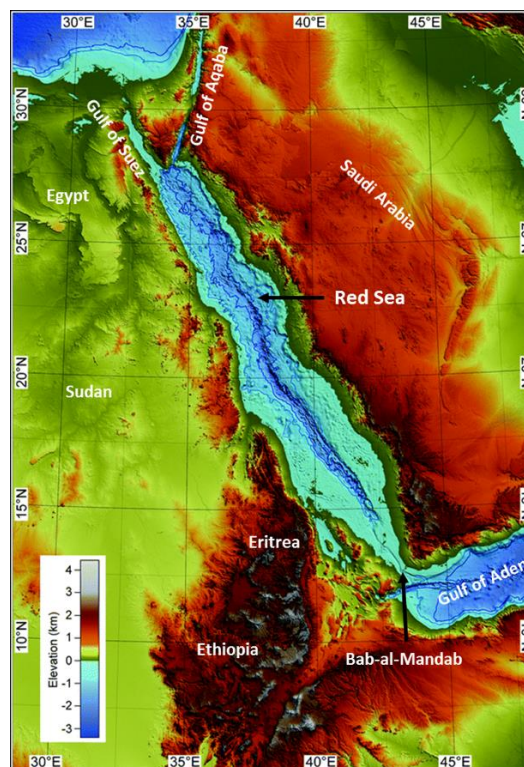 30°E
35°E
40°E
45°E
30°N
Gulf of Suez
Gulf of Aqaba
Saudi Arabia
Egypt
25°N
Red Sea
20°N
Sudan
15°N
Eritrea
Gulf of Aden
Ethiopia
Bab-al-Mandab
10°N
Elevation (km)
4
3
2
1
0
-1
-2
-3
30°E
35°E
40°E
45°E